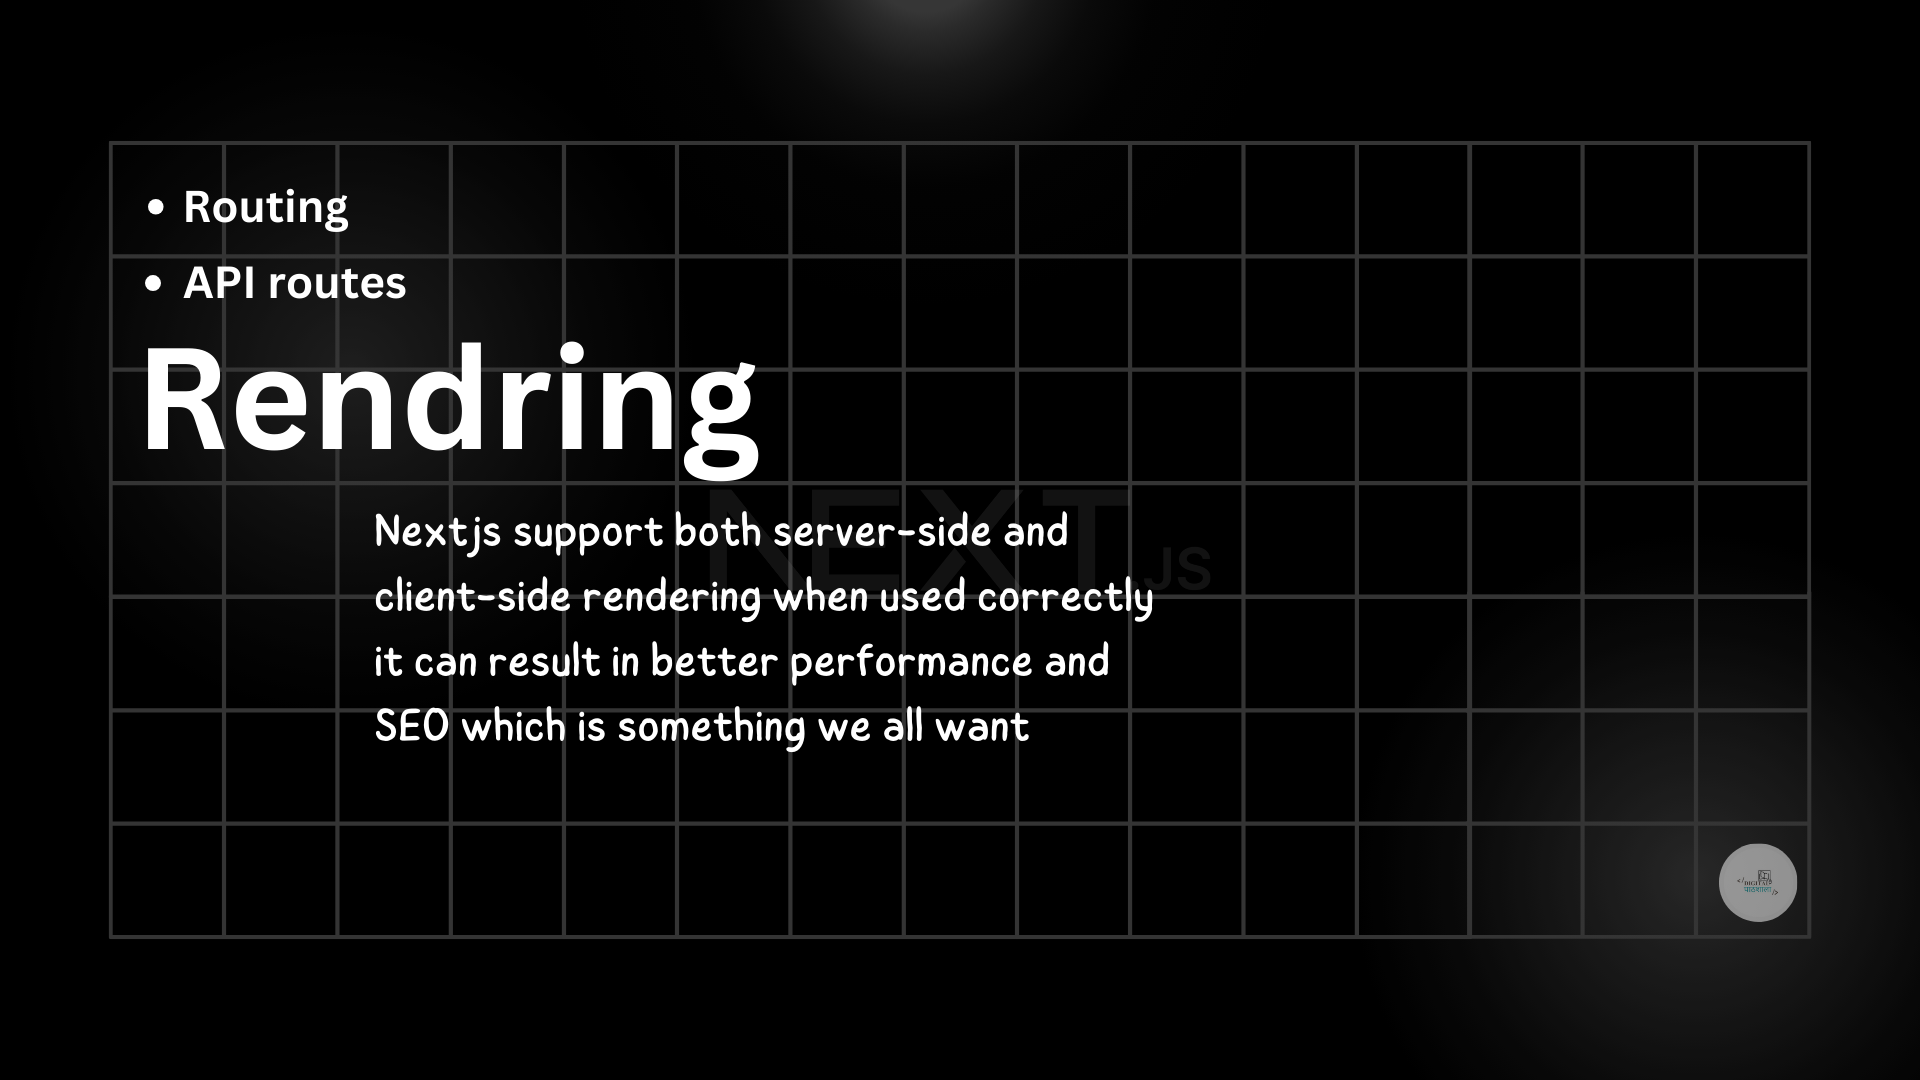 • Routing
• API routes
Rendring
NEXT.JS
Nextjs support both server-side and
client-side rendering when used correctly
it can result in better performance and
SEO which is something we all want
DIGITAL
पाठशाला